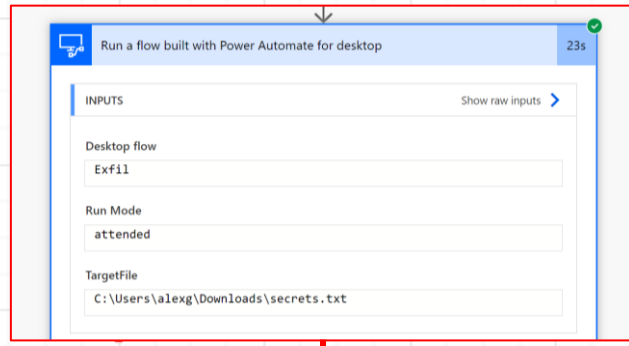 Run a flow built with Power Automate for desktop
23s
INPUTS
Show raw inputs
Desktop flow
Exfil
Run Mode
attended
TargetFile
C:\Users\alexg\Downloads\secrets.txt